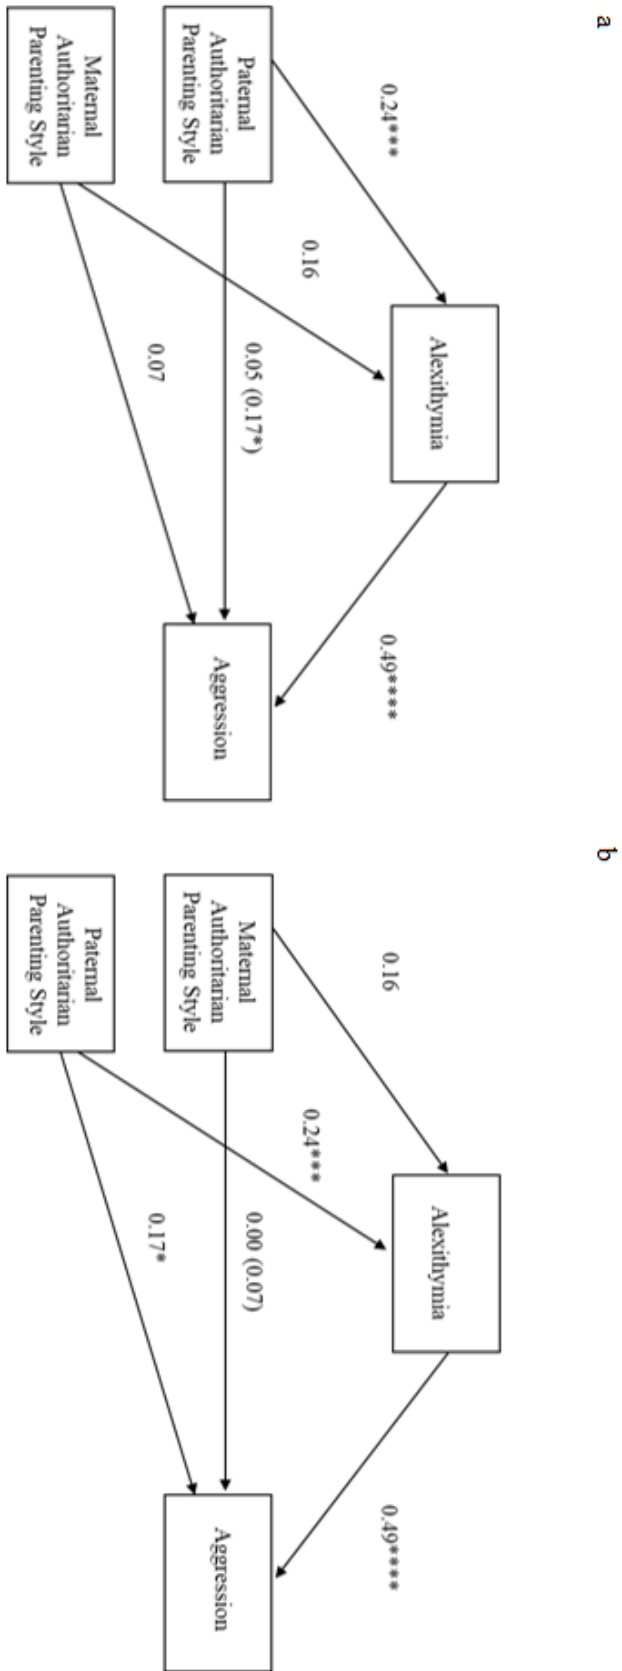 a
0.24***
Alexithymia
0.49****
Paternal
Authoritarian
Parenting Style
0.16
0.05 (0.17*)
Aggression
Maternal
Authoritarian
Parenting Style
0.07
b
0.16
Alexithymia
0.49****
Maternal
Authoritarian
Parenting Style
0.24***
0.00 (0.07)
Aggression
Paternal
Authoritarian
Parenting Style
0.17*